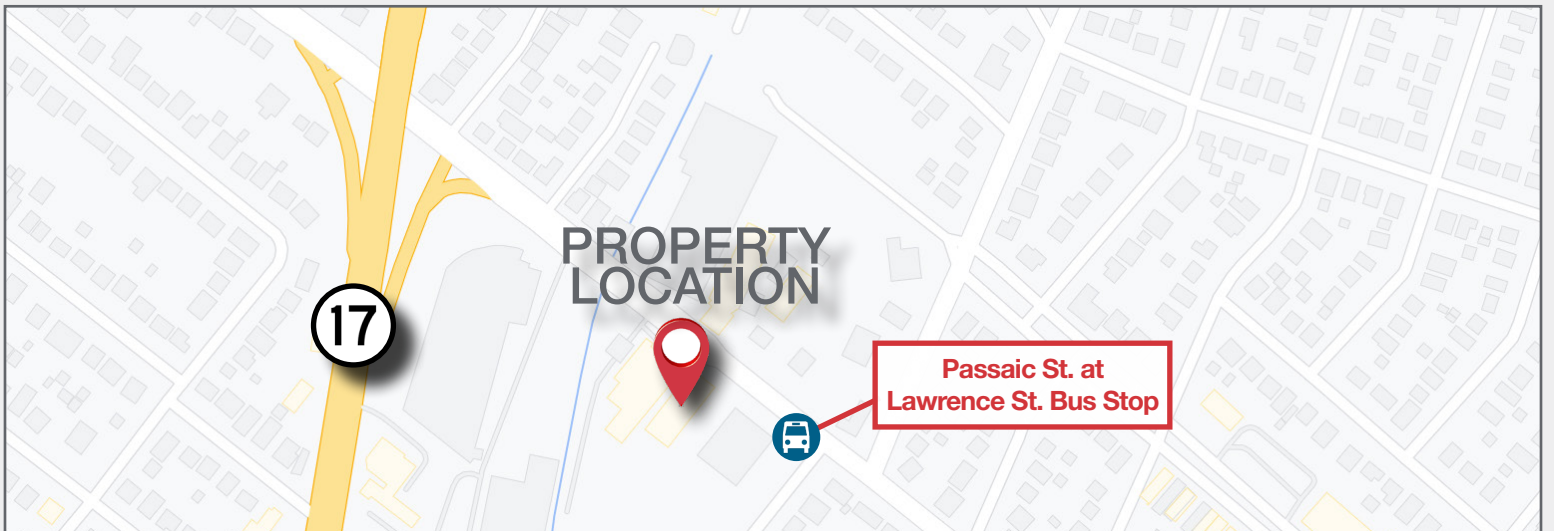 PROPERTY
LOCATION
17
Passaic St. at
Lawrence St. Bus Stop